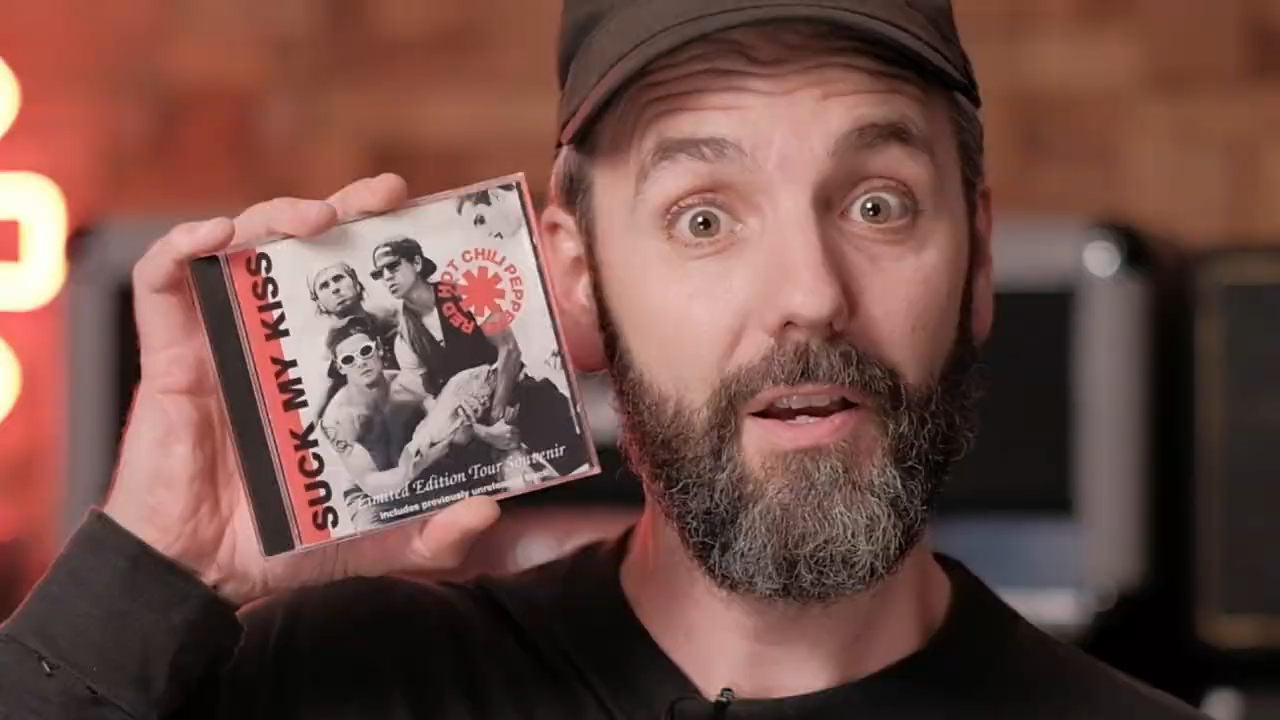 SUCK MY KISS
RED HOT CHILI PEPPERS
Limited Edition Tour Souvenir
includes previously